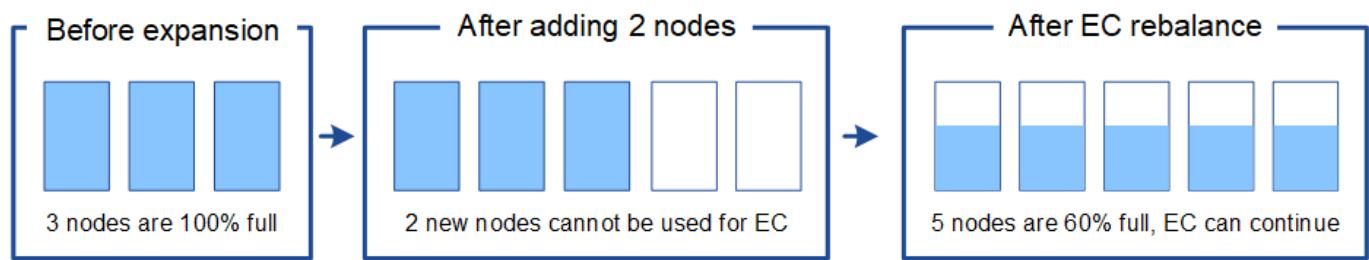 Before expansion
3 nodes are 100% full
After adding 2 nodes
2 new nodes cannot be used for EC
After EC rebalance
5 nodes are 60% full, EC can continue